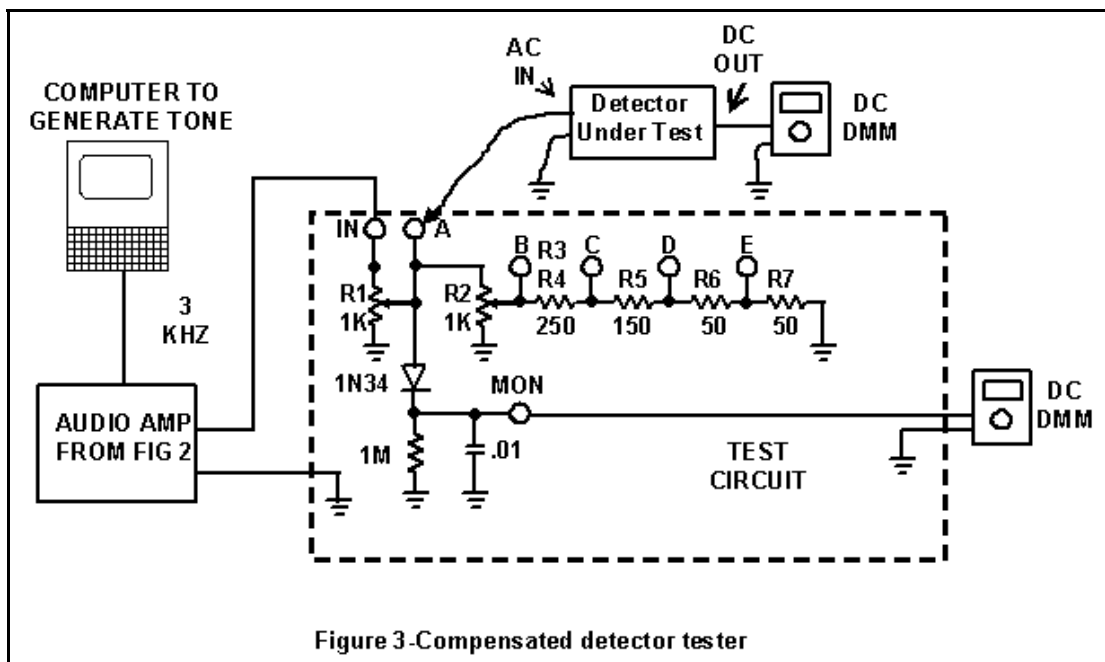 AC
IN
DC
OUT
COMPUTER TO
GENERATE TONE
Detector
Under Test
DC
DMM
IN
A
B
R3
C
D
E
R1
1K
R2
1K
R4
250
R5
150
R6
50
R7
50
3
KHZ
1N34
MON
DC
DMM
AUDIO AMP
FROM FIG 2
1M
.01
TEST
CIRCUIT
Figure 3-Compensated detector tester